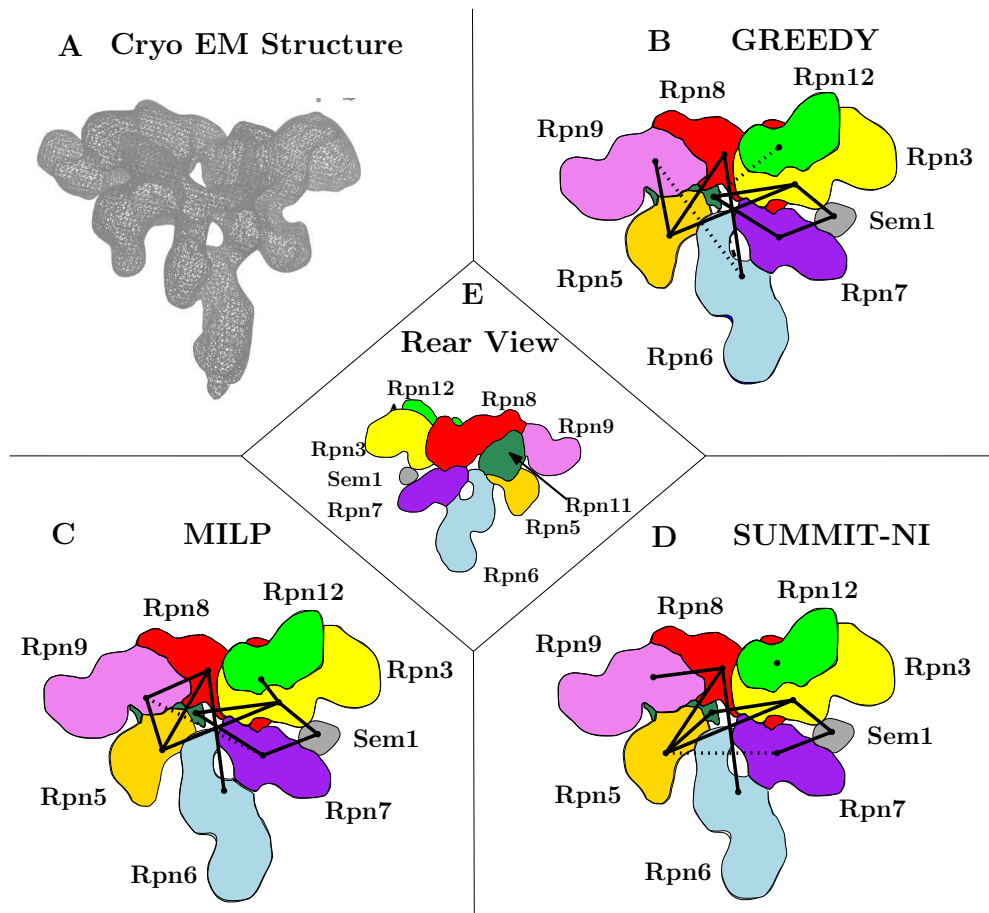 A Cryo EM Structure
B GREEDY
Rpn12
Rpn8
Rpn9
Rpn3
Sem1
Rpn5
Rpn7
Rpn6
E
Rear View
Rpn12
Rpn8
Rpn9
Rpn3
Sem1
Rpn7
Rpn11
Rpn5
Rpn6
C MILP
Rpn12
Rpn8
Rpn9
Rpn3
Sem1
Rpn5
Rpn7
Rpn6
D SUMMIT-NI
Rpn12
Rpn8
Rpn9
Rpn3
Sem1
Rpn5
Rpn7
Rpn6